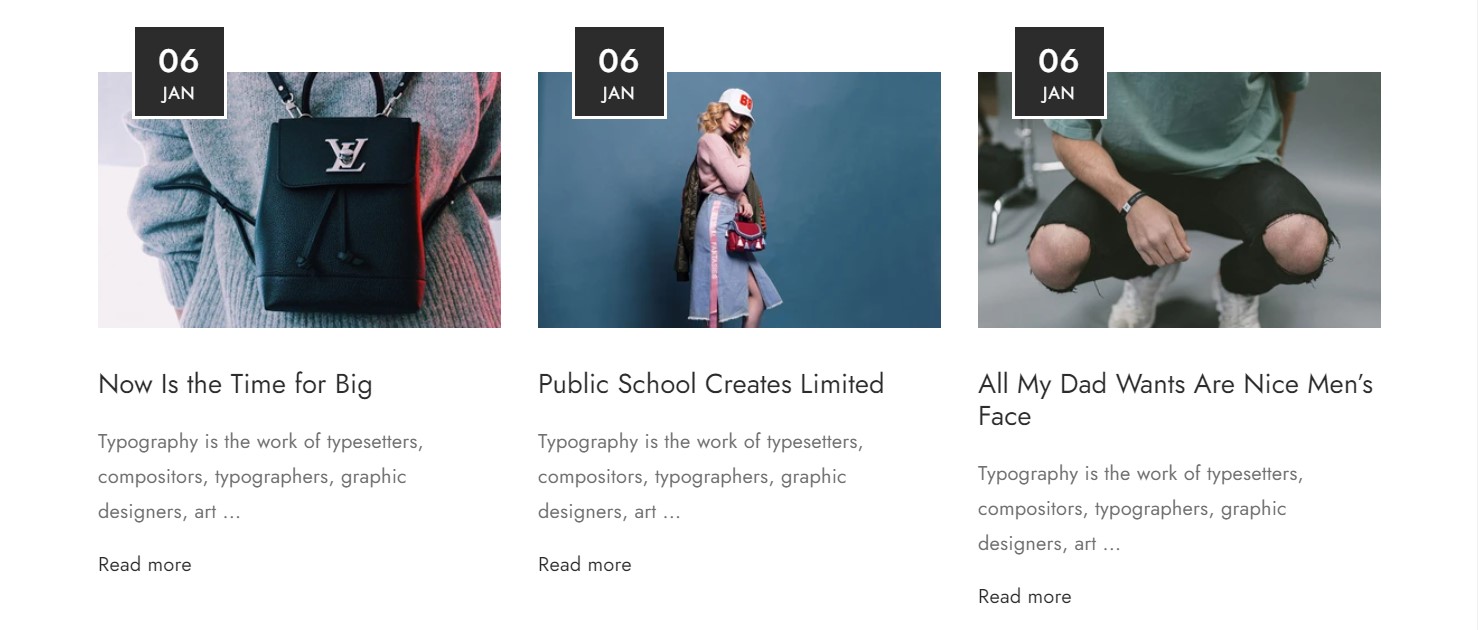 06
JAN
06
JAN
06
JAN
Now Is the Time for Big
Typography is the work of typesetters,
compositors, typographers, graphic
designers, art …
Read more
Public School Creates Limited
Typography is the work of typesetters,
compositors, typographers, graphic
designers, art …
Read more
All My Dad Wants Are Nice Men’s
Face
Typography is the work of typesetters,
compositors, typographers, graphic
designers, art …
Read more